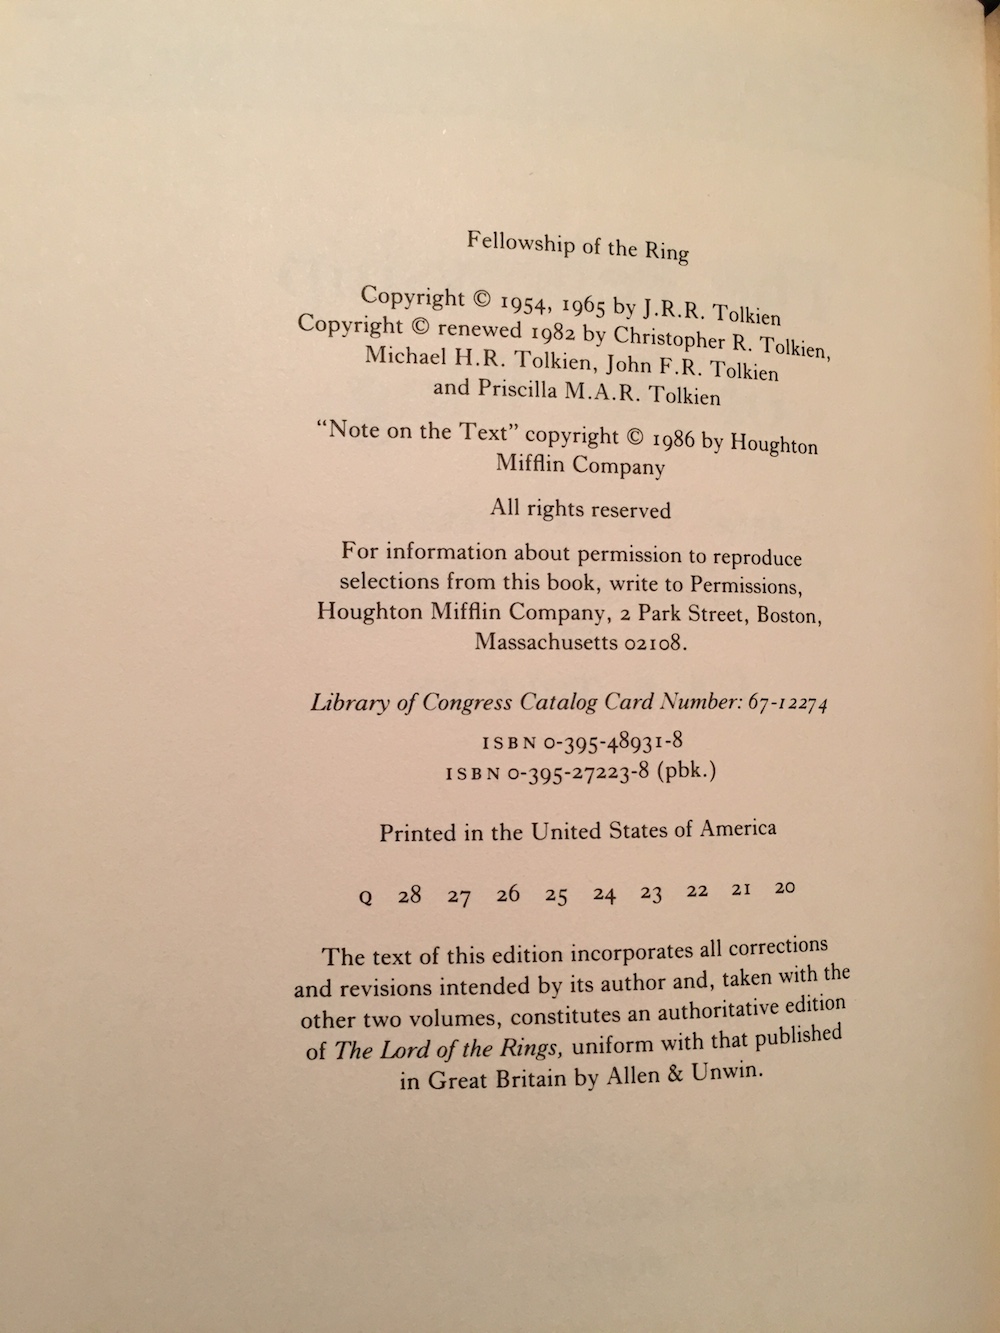 Fellowship of the Ring
Copyright © 1954, 1965 by J.R.R. Tolkien
Copyright © renewed 1982 by Christopher R. Tolkien,
Michael H.R. Tolkien, John F.R. Tolkien
and Priscilla M.A.R. Tolkien
“Note on the Text” copyright © 1986 by Houghton
Mifflin Company
All rights reserved
For information about permission to reproduce
selections from this book, write to Permissions,
Houghton Mifflin Company, 2 Park Street, Boston,
Massachusetts 02108.
Library of Congress Catalog Card Number: 67-12274
ISBN 0-395-48931-8
ISBN 0-395-27223-8 (pbk.)
Printed in the United States of America
Q 28 27 26 25 24 23 22 21 20
The text of this edition incorporates all corrections
and revisions intended by its author and, taken with the
other two volumes, constitutes an authoritative edition
of The Lord of the Rings, uniform with that published
in Great Britain by Allen & Unwin.